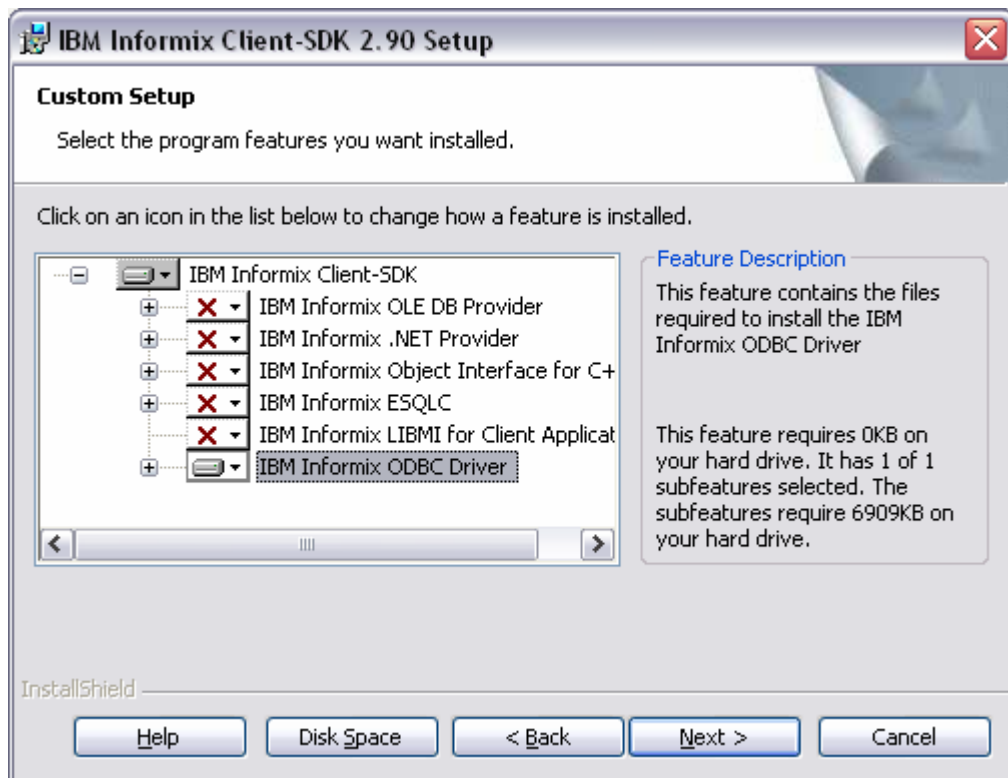 IBM Informix Client-SDK 2.90 Setup
Custom Setup
Select the program features you want installed.
Click on an icon in the list below to change how a feature is installed.
IBM Informix Client-SDK
IBM Informix OLE DB Provider
IBM Informix .NET Provider
IBM Informix Object Interface for C+
IBM Informix ESQLC
IBM Informix LIBMI for Client Applicat
IBM Informix ODBC Driver
Feature Description
This feature contains the files
required to install the IBM
Informix ODBC Driver
This feature requires 0KB on
your hard drive. It has 1 of 1
subfeatures selected. The
subfeatures require 6909KB on
your hard drive.
InstallShield
Help
Disk Space
< Back
Next >
Cancel